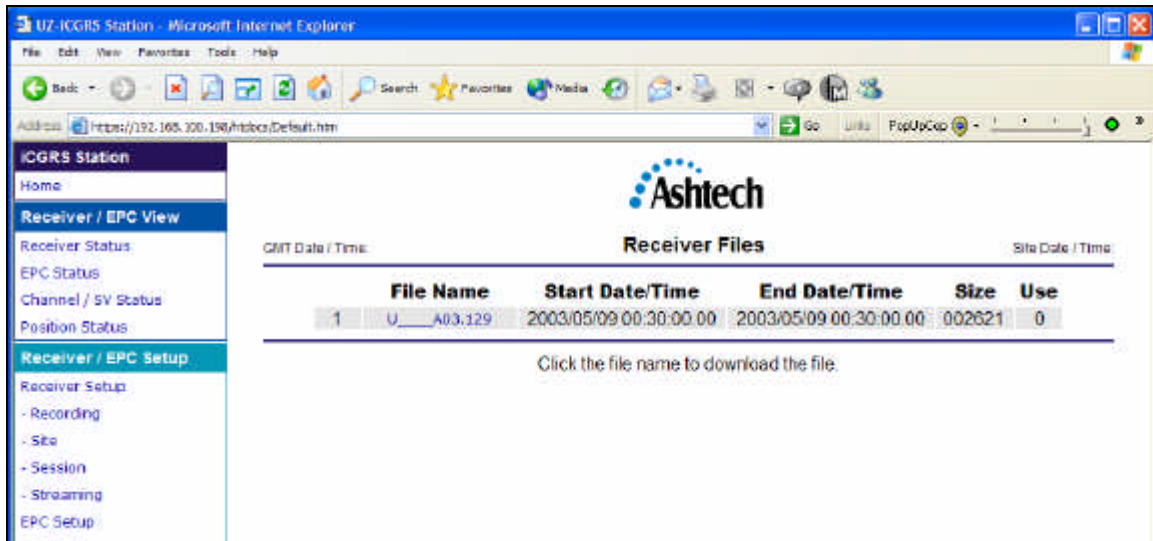 UZ-iCGRS Station - Microsoft Internet Explorer
File Edit View Favorites Tools Help
Back Search Favorites Media
Address https://192.168.100.198/htdocs/Default.htm Go Links PopUpCop »
iCGRS Station
Home
Receiver / EPC View
Receiver Status
EPC Status
Channel / SV Status
Position Status
Receiver / EPC Setup
Receiver Setup
- Recording
- Site
- Session
- Streaming
EPC Setup
Ashtech
GMT Date / Time: Receiver Files Site Date / Time:
File Name Start Date/Time End Date/Time Size Use
1 U____A03.129 2003/05/09 00:30:00.00 2003/05/09 00:30:00.00 002621 0
Click the file name to download the file.